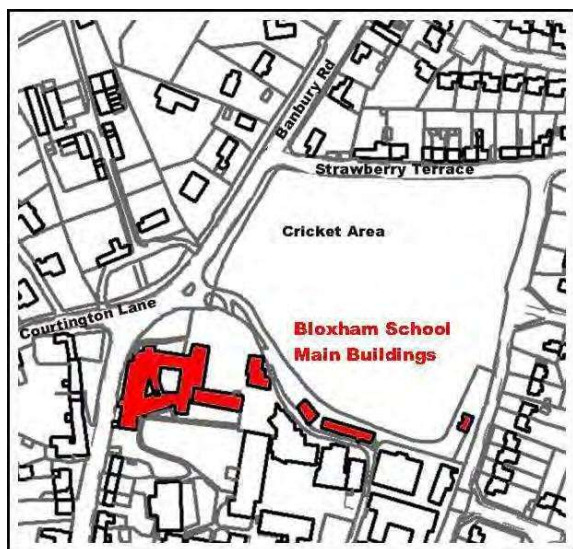 Banbury Rd
Strawberry Terrace
Cricket Area
Courtington Lane
Bloxham School
Main Buildings